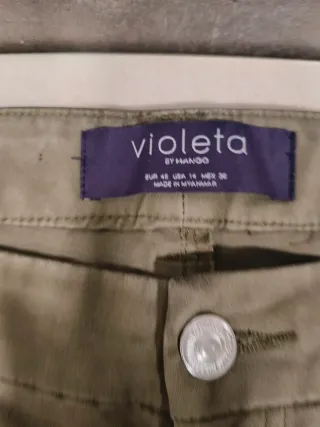 violeta
BY MANGO
EUR 46 USA 14 MEX 36
MADE IN MYANMAR